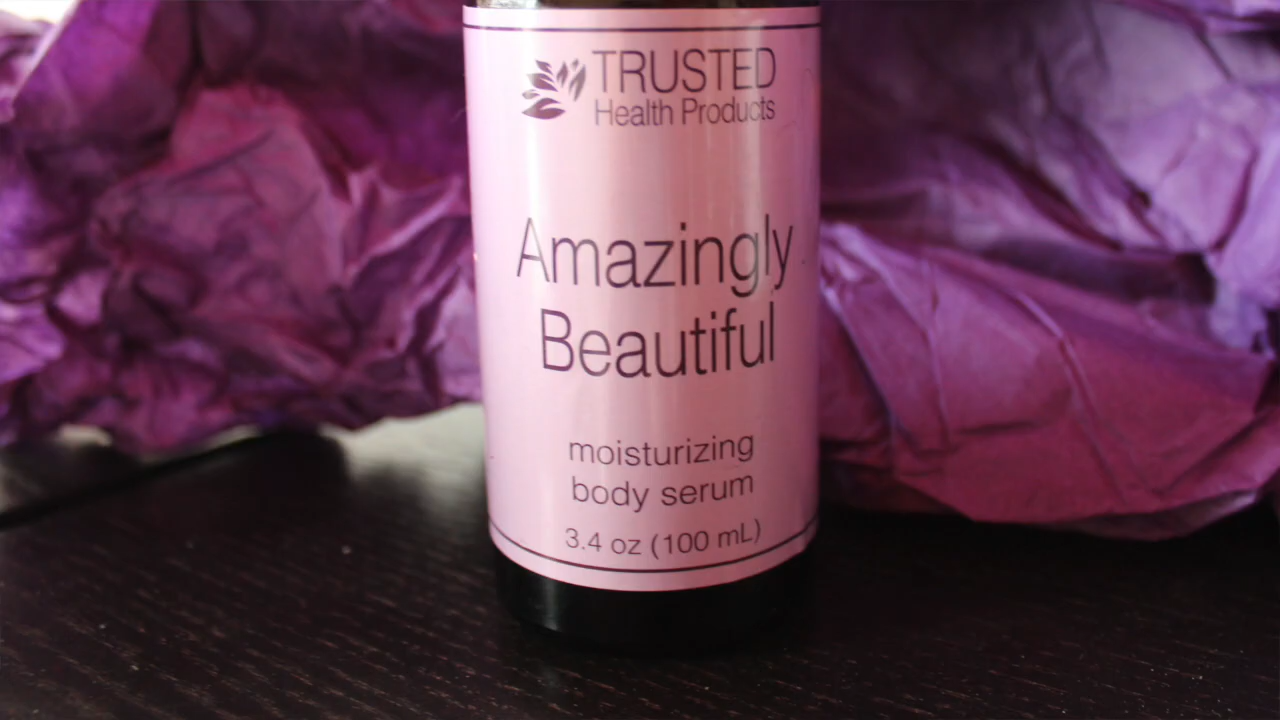 TRUSTED
Health Products
Amazingly
Beautiful
moisturizing
body serum
3.4 oz (100 mL)